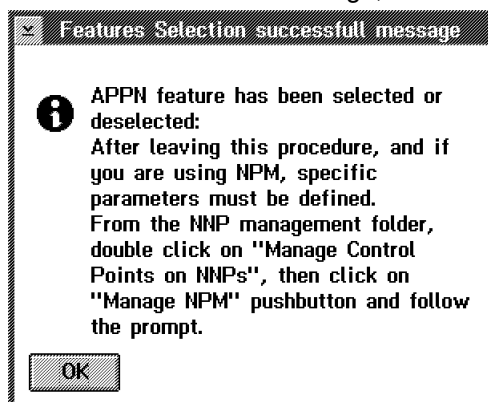 Features Selection successfull message
APPN feature has been selected or
deselected:
After leaving this procedure, and if
you are using NPM, specific
parameters must be defined.
From the NNP management folder,
double click on "Manage Control
Points on NNPs", then click on
"Manage NPM" pushbutton and follow
the prompt.
OK